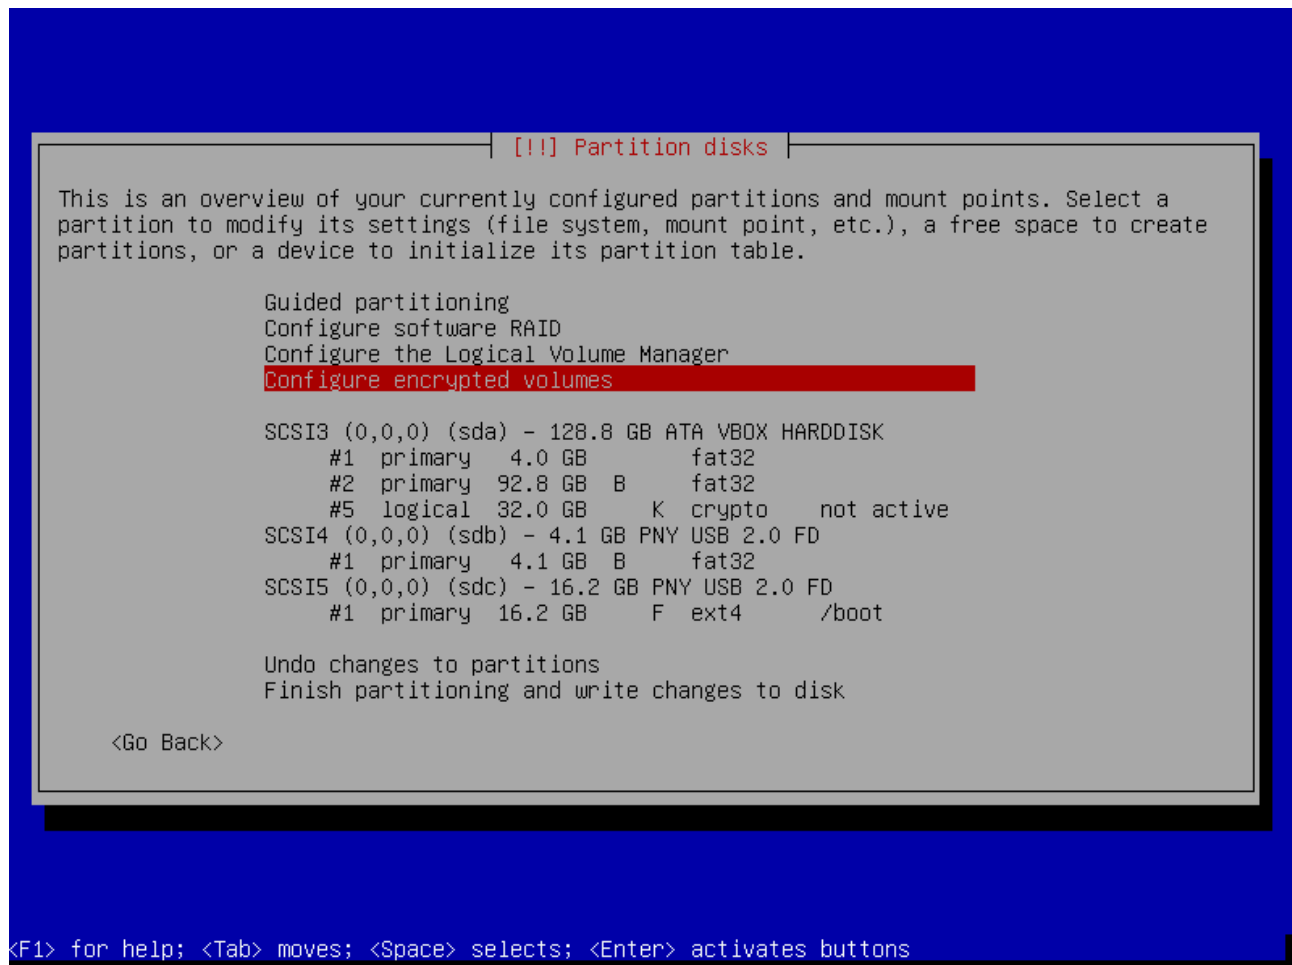 [!!] Partition disks
This is an overview of your currently configured partitions and mount points. Select a
partition to modify its settings (file system, mount point, etc.), a free space to create
partitions, or a device to initialize its partition table.
Guided partitioning
Configure software RAID
Configure the Logical Volume Manager
Configure encrypted volumes
SCSI3 (0,0,0) (sda) - 128.8 GB ATA VBOX HARDDISK
#1 primary 4.0 GB fat32
#2 primary 92.8 GB B fat32
#5 logical 32.0 GB K crypto not active
SCSI4 (0,0,0) (sdb) - 4.1 GB PNY USB 2.0 FD
#1 primary 4.1 GB B fat32
SCSI5 (0,0,0) (sdc) - 16.2 GB PNY USB 2.0 FD
#1 primary 16.2 GB F ext4 /boot
Undo changes to partitions
Finish partitioning and write changes to disk
<Go Back>
<F1> for help; <Tab> moves; <Space> selects; <Enter> activates buttons